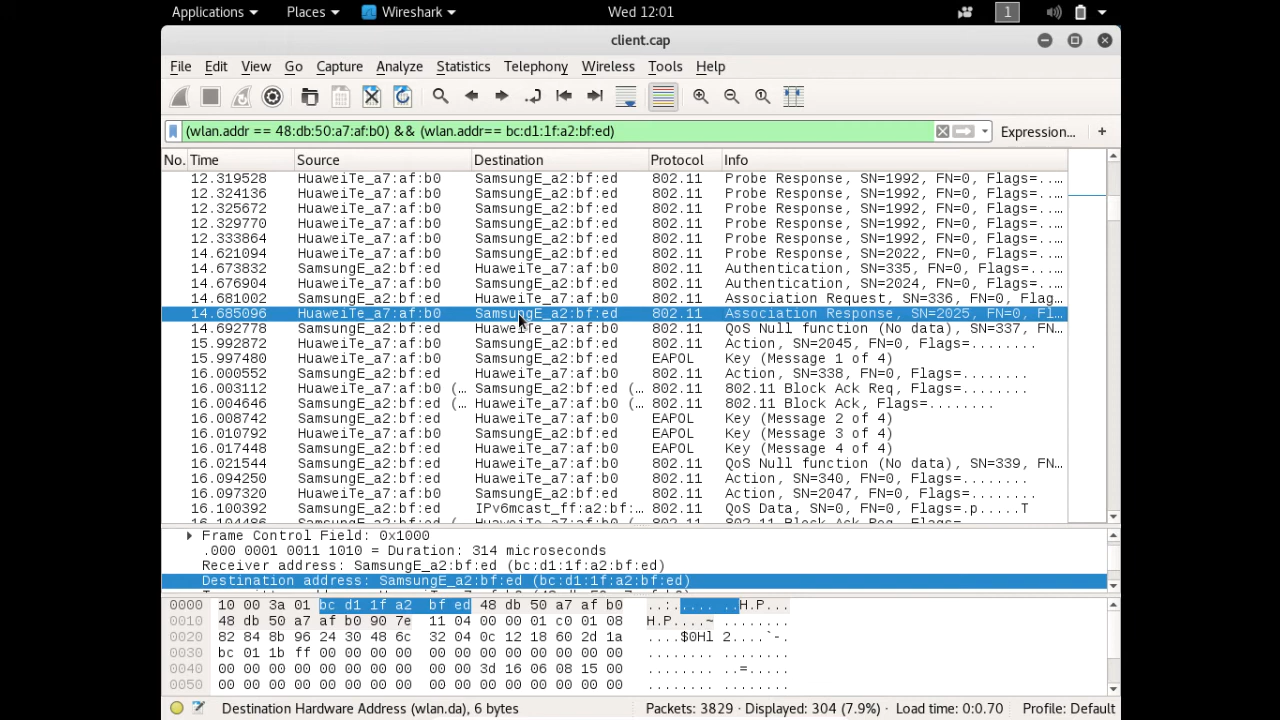 Applications Places Wireshark Wed 12:01 1
client.cap
File Edit View Go Capture Analyze Statistics Telephony Wireless Tools Help
(wlan.addr == 48:db:50:a7:af:b0) && (wlan.addr== bc:d1:1f:a2:bf:ed) Expression... +
No. Time Source Destination Protocol Info
12.319528 HuaweiTe_a7:af:b0 SamsungE_a2:bf:ed 802.11 Probe Response, SN=1992, FN=0, Flags=.…
12.324136 HuaweiTe_a7:af:b0 SamsungE_a2:bf:ed 802.11 Probe Response, SN=1992, FN=0, Flags=.…
12.325672 HuaweiTe_a7:af:b0 SamsungE_a2:bf:ed 802.11 Probe Response, SN=1992, FN=0, Flags=.…
12.329770 HuaweiTe_a7:af:b0 SamsungE_a2:bf:ed 802.11 Probe Response, SN=1992, FN=0, Flags=.…
12.333864 HuaweiTe_a7:af:b0 SamsungE_a2:bf:ed 802.11 Probe Response, SN=1992, FN=0, Flags=.…
14.621094 HuaweiTe_a7:af:b0 SamsungE_a2:bf:ed 802.11 Probe Response, SN=2022, FN=0, Flags=.…
14.673832 SamsungE_a2:bf:ed HuaweiTe_a7:af:b0 802.11 Authentication, SN=335, FN=0, Flags=.…
14.676904 HuaweiTe_a7:af:b0 SamsungE_a2:bf:ed 802.11 Authentication, SN=2024, FN=0, Flags=.…
14.681002 SamsungE_a2:bf:ed HuaweiTe_a7:af:b0 802.11 Association Request, SN=336, FN=0, Flag…
14.685096 HuaweiTe_a7:af:b0 SamsungE_a2:bf:ed 802.11 Association Response, SN=2025, FN=0, Fl…
14.692778 SamsungE_a2:bf:ed HuaweiTe_a7:af:b0 802.11 QoS Null function (No data), SN=337, FN…
15.992872 HuaweiTe_a7:af:b0 SamsungE_a2:bf:ed 802.11 Action, SN=2045, FN=0, Flags=........
15.997480 HuaweiTe_a7:af:b0 SamsungE_a2:bf:ed EAPOL Key (Message 1 of 4)
16.000552 SamsungE_a2:bf:ed HuaweiTe_a7:af:b0 802.11 Action, SN=338, FN=0, Flags=........
16.003112 HuaweiTe_a7:af:b0 (… SamsungE_a2:bf:ed (… 802.11 802.11 Block Ack Req, Flags=........
16.004646 SamsungE_a2:bf:ed (… HuaweiTe_a7:af:b0 (… 802.11 802.11 Block Ack, Flags=........
16.008742 SamsungE_a2:bf:ed HuaweiTe_a7:af:b0 EAPOL Key (Message 2 of 4)
16.010792 HuaweiTe_a7:af:b0 SamsungE_a2:bf:ed EAPOL Key (Message 3 of 4)
16.017448 SamsungE_a2:bf:ed HuaweiTe_a7:af:b0 EAPOL Key (Message 4 of 4)
16.021544 SamsungE_a2:bf:ed HuaweiTe_a7:af:b0 802.11 QoS Null function (No data), SN=339, FN…
16.094250 SamsungE_a2:bf:ed HuaweiTe_a7:af:b0 802.11 Action, SN=340, FN=0, Flags=........
16.097320 HuaweiTe_a7:af:b0 SamsungE_a2:bf:ed 802.11 Action, SN=2047, FN=0, Flags=........
16.100392 SamsungE_a2:bf:ed IPv6mcast_ff:a2:bf:… 802.11 QoS Data, SN=0, FN=0, Flags=.p.....T
Frame Control Field: 0x1000
.000 0001 0011 1010 = Duration: 314 microseconds
Receiver address: SamsungE_a2:bf:ed (bc:d1:1f:a2:bf:ed)
Destination address: SamsungE_a2:bf:ed (bc:d1:1f:a2:bf:ed)
0000 10 00 3a 01 bc d1 1f a2 bf ed 48 db 50 a7 af b0 ..:..... ..H.P...
0010 48 db 50 a7 af b0 90 7e 11 04 00 00 01 c0 01 08 H.P....~ ........
0020 82 84 8b 96 24 30 48 6c 32 04 0c 12 18 60 2d 1a ....$0Hl 2....`-.
0030 bc 01 1b ff 00 00 00 00 00 00 00 00 00 00 00 00 ........ ........
0040 00 00 00 00 00 00 00 00 00 00 3d 16 06 08 15 00 ........ ..=.....
0050 00 00 00 00 00 00 00 00 00 00 00 00 00 00 00 00 ........ ........
Destination Hardware Address (wlan.da), 6 bytes Packets: 3829 · Displayed: 304 (7.9%) · Load time: 0:0.70 Profile: Default